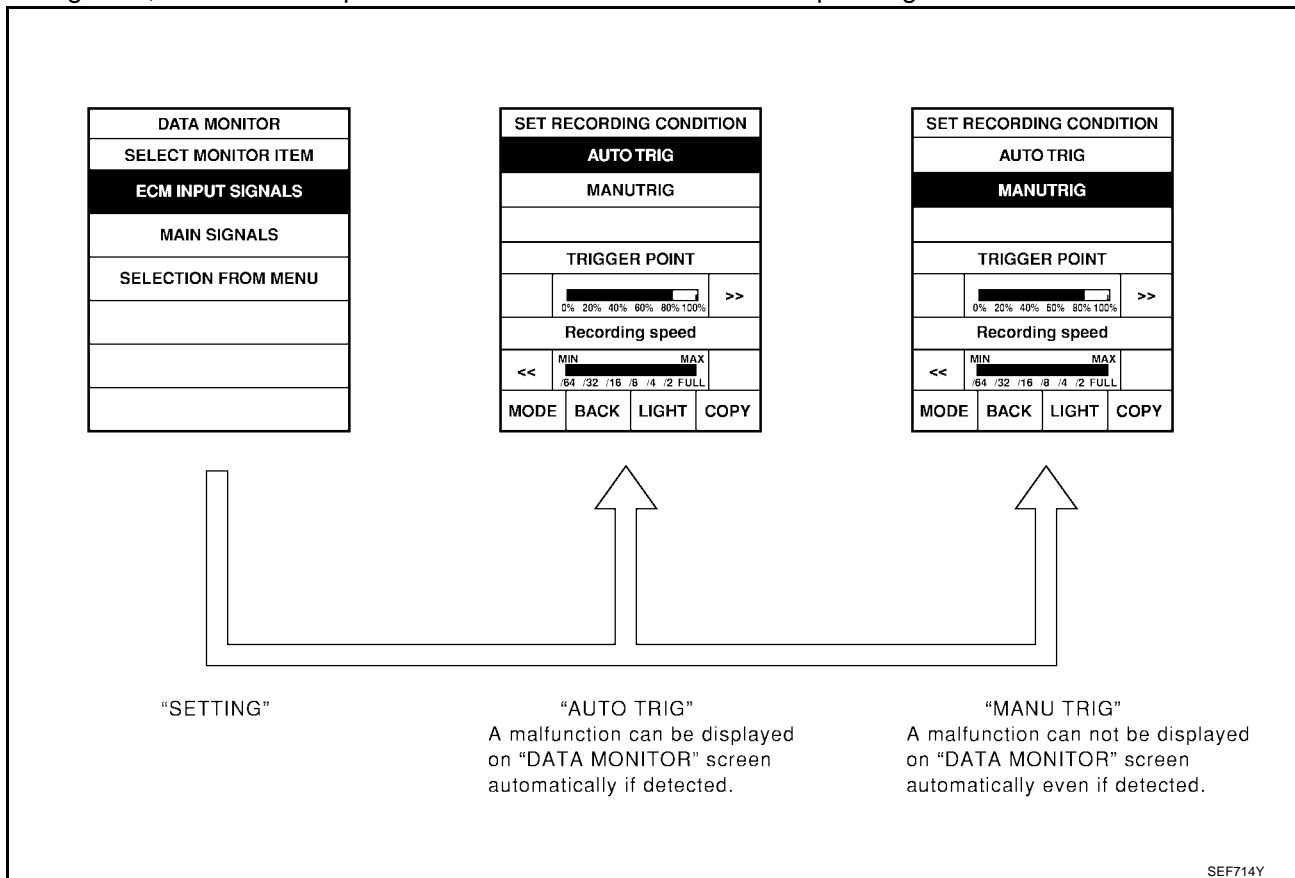 DATA MONITOR
SELECT MONITOR ITEM
ECM INPUT SIGNALS
MAIN SIGNALS
SELECTION FROM MENU
SET RECORDING CONDITION
AUTO TRIG
MANUTRIG
TRIGGER POINT
>>
0% 20% 40% 60% 80% 100%
Recording speed
MIN MAX
<<
/64 /32 /16 /8 /4 /2 FULL
MODE BACK LIGHT COPY
SET RECORDING CONDITION
AUTO TRIG
MANUTRIG
TRIGGER POINT
>>
0% 20% 40% 60% 80% 100%
Recording speed
MIN MAX
<<
/64 /32 /16 /8 /4 /2 FULL
MODE BACK LIGHT COPY
“SETTING”
“AUTO TRIG”
A malfunction can be displayed
on “DATA MONITOR” screen
automatically if detected.
“MANU TRIG”
A malfunction can not be displayed
on “DATA MONITOR” screen
automatically even if detected.
SEF714Y